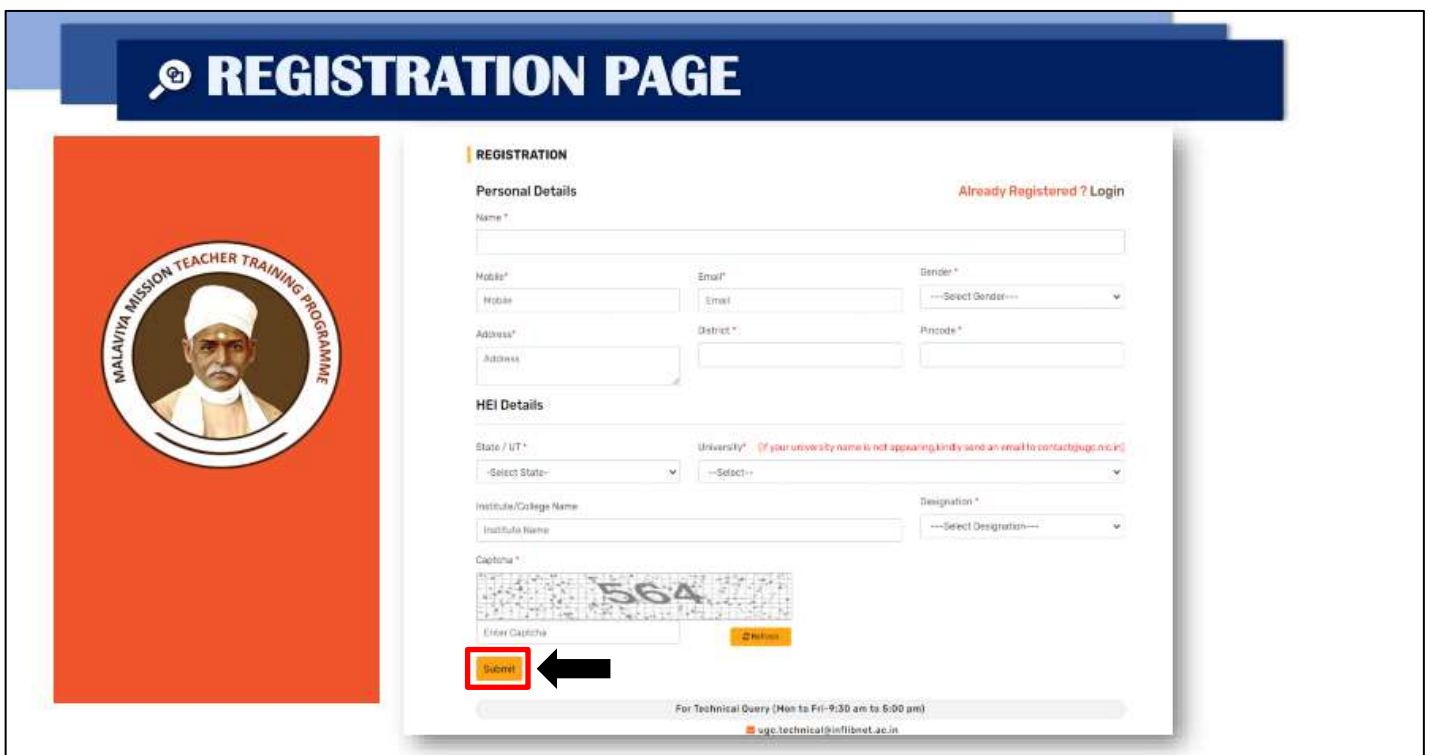 REGISTRATION PAGE
MALAVIYA MISSION TEACHER TRAINING PROGRAMME
REGISTRATION
Personal Details
Already Registered ? Login
Name *
Mobile*
Email*
Gender *
Mobile
Email
---Select Gender---
Address*
District *
Pincode *
Address
HEI Details
State / UT *
University* (If your university name is not appearing,kindly send an email to contact@ugc.nic.in)
-Select State-
--Select--
Institute/College Name
Designation *
Institute Name
---Select Designation---
Captcha *
564
Enter Captcha
Refresh
Submit
For Technical Query (Mon to Fri-9:30 am to 5:00 pm)
ugc.technical@inflibnet.ac.in